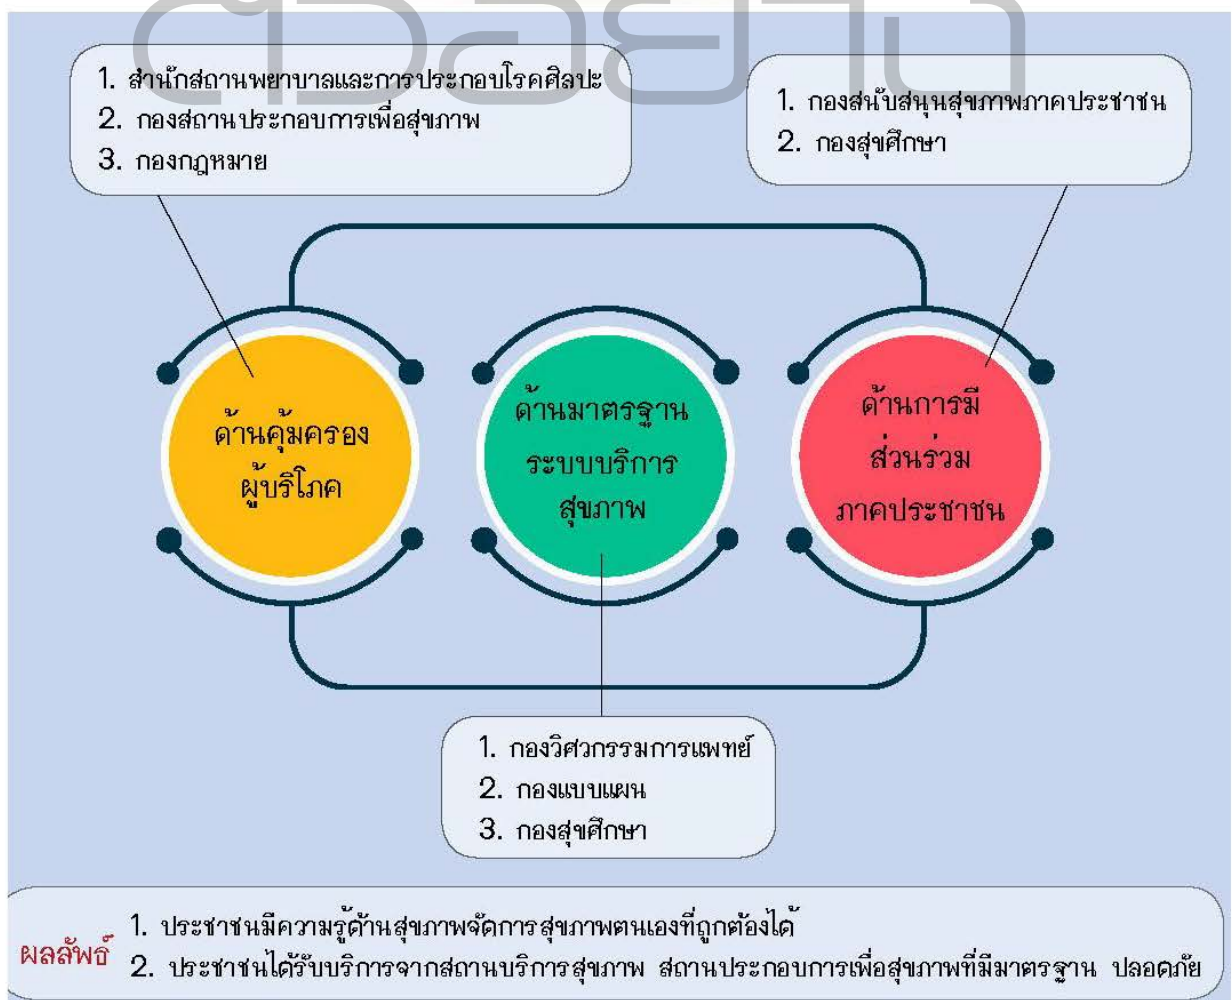 ตัวอย่าง
1. สำนักสถานพยาบาลและการประกอบโรคศิลปะ
2. กองสถานประกอบการเพื่อสุขภาพ
3. กองกฎหมาย
1. กองสนับสนุนสุขภาพภาคประชาชน
2. กองสุขศึกษา
ด้านคุ้มครอง
ผู้บริโภค
ด้านมาตรฐาน
ระบบบริการ
สุขภาพ
ด้านการมี
ส่วนร่วม
ภาคประชาชน
1. กองวิศวกรรมการแพทย์
2. กองแบบแผน
3. กองสุขศึกษา
ผลลัพธ์
1. ประชาชนมีความรู้ด้านสุขภาพจัดการสุขภาพตนเองที่ถูกต้องได้
2. ประชาชนได้รับบริการจากสถานบริการสุขภาพ สถานประกอบการเพื่อสุขภาพที่มีมาตรฐาน ปลอดภัย